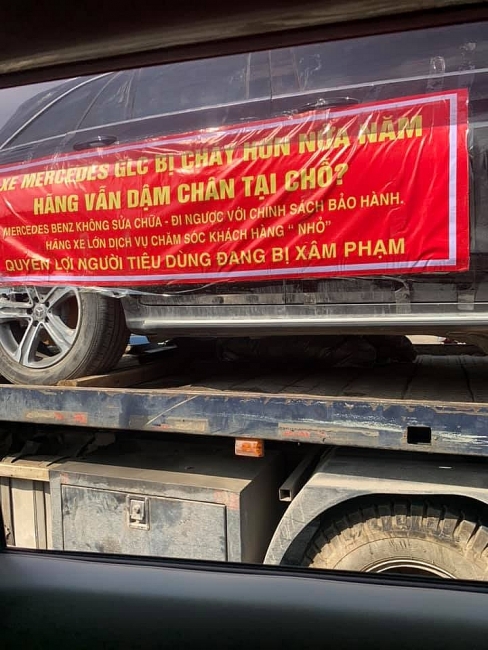 XE MERCEDES GLC BỊ CHÁY HƠN NỬA NĂM
HÃNG VẪN DẬM CHÂN TẠI CHỖ?
MERCEDES BENZ KHÔNG SỬA CHỮA - ĐI NGƯỢC VỚI CHÍNH SÁCH BẢO HÀNH.
HÃNG XE LỚN DỊCH VỤ CHĂM SÓC KHÁCH HÀNG " NHỎ"
QUYỀN LỢI NGƯỜI TIÊU DÙNG ĐANG BỊ XÂM PHẠM